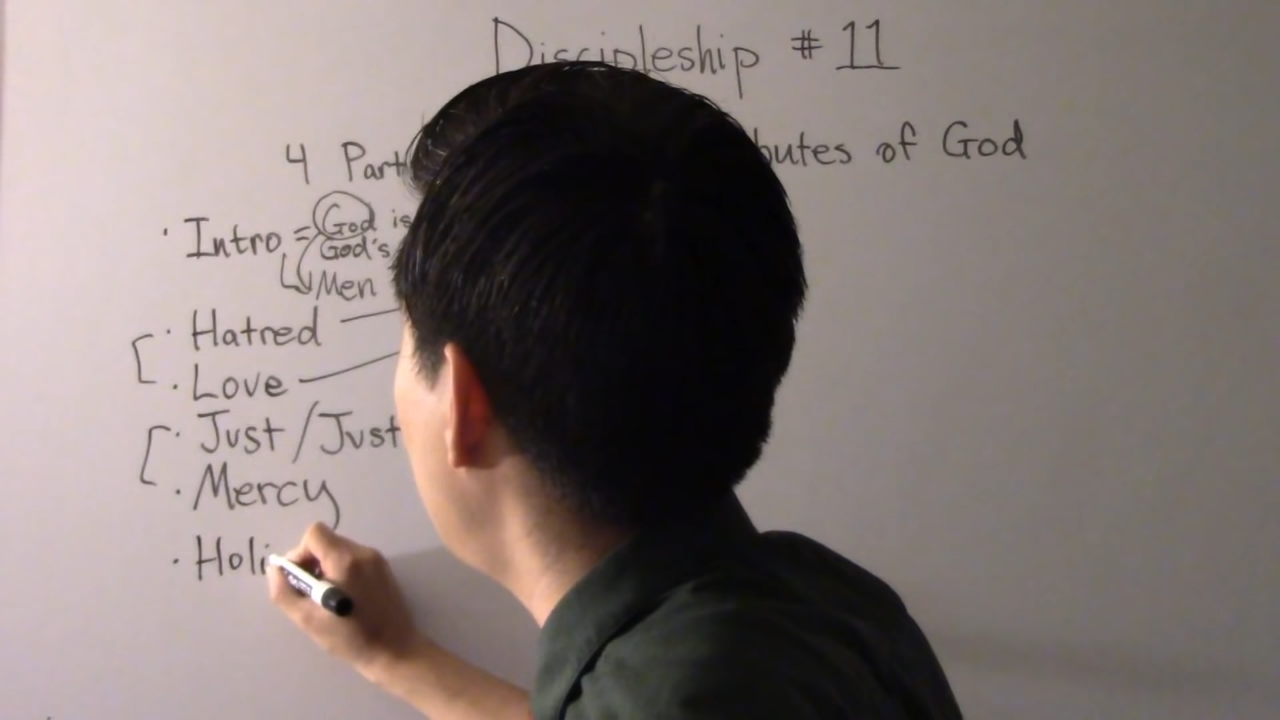 Discipleship #11
4 Part butes of God
· Intro = God is
God's
Men
· Hatred
· Love
· Just / Just
· Mercy
· Holi